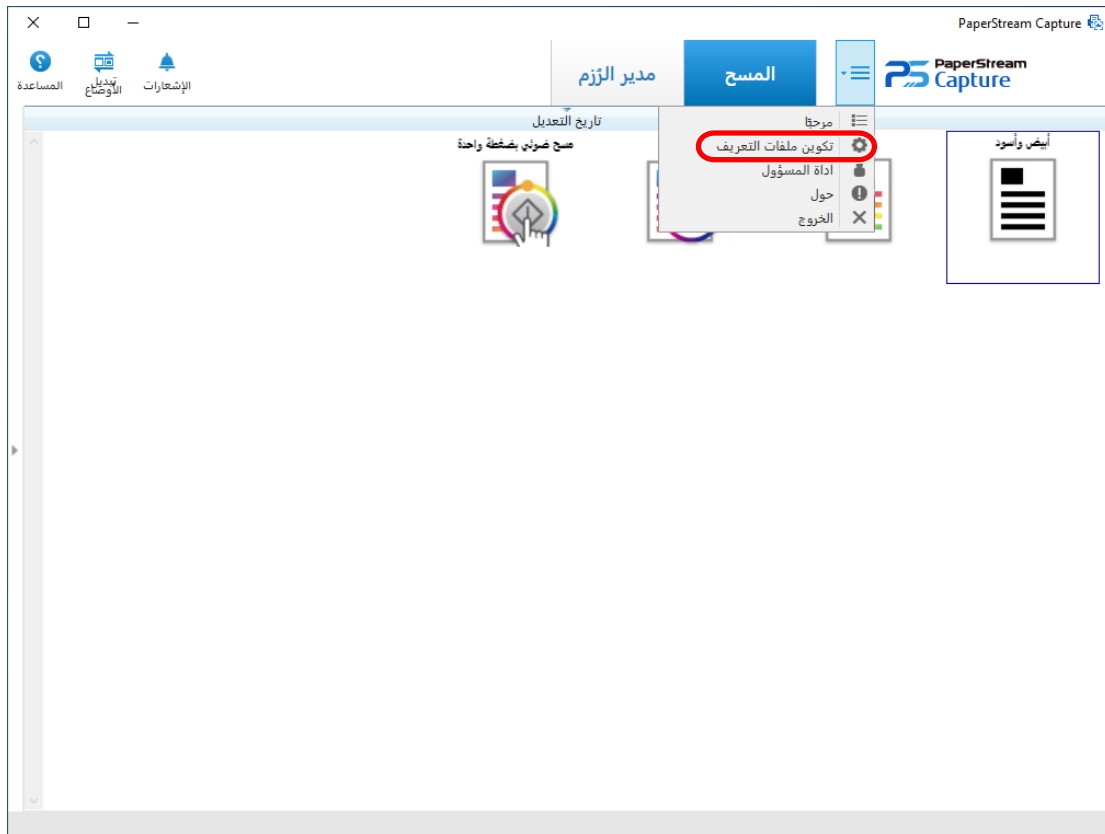 PaperStream Capture
PaperStream
Capture
المسح
مدير الرُزم
الإشعارات
تبديل
الأوضاع
المساعدة
تاريخ التعديل
مرحبًا
تكوين ملفات التعريف
اداة المسؤول
حول
الخروج
أبيض وأسود
مسح ضوئي بضغطة واحدة